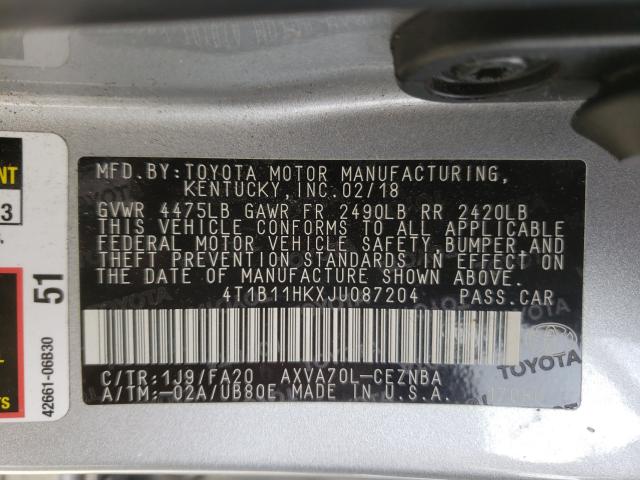 MFD.BY:TOYOTA MOTOR MANUFACTURING,
KENTUCKY,INC.02/18
GVWR 4475LB GAWR FR 2490LB RR 2420LB
THIS VEHICLE CONFORMS TO ALL APPLICABLE
FEDERAL MOTOR VEHICLE SAFETY,BUMPER AND
THEFT PREVENTION STANDARDS IN EFFECT ON
THE DATE OF MANUFACTURE SHOWN ABOVE.
4T1B11HKXJU087204 PASS.CAR
TOYOTA
C/TR:1J9/FA20 AXVA70L-CEZNBA
A/TM:-02A/UB80E MADE IN U.S.A.
51
42661-06B30
3